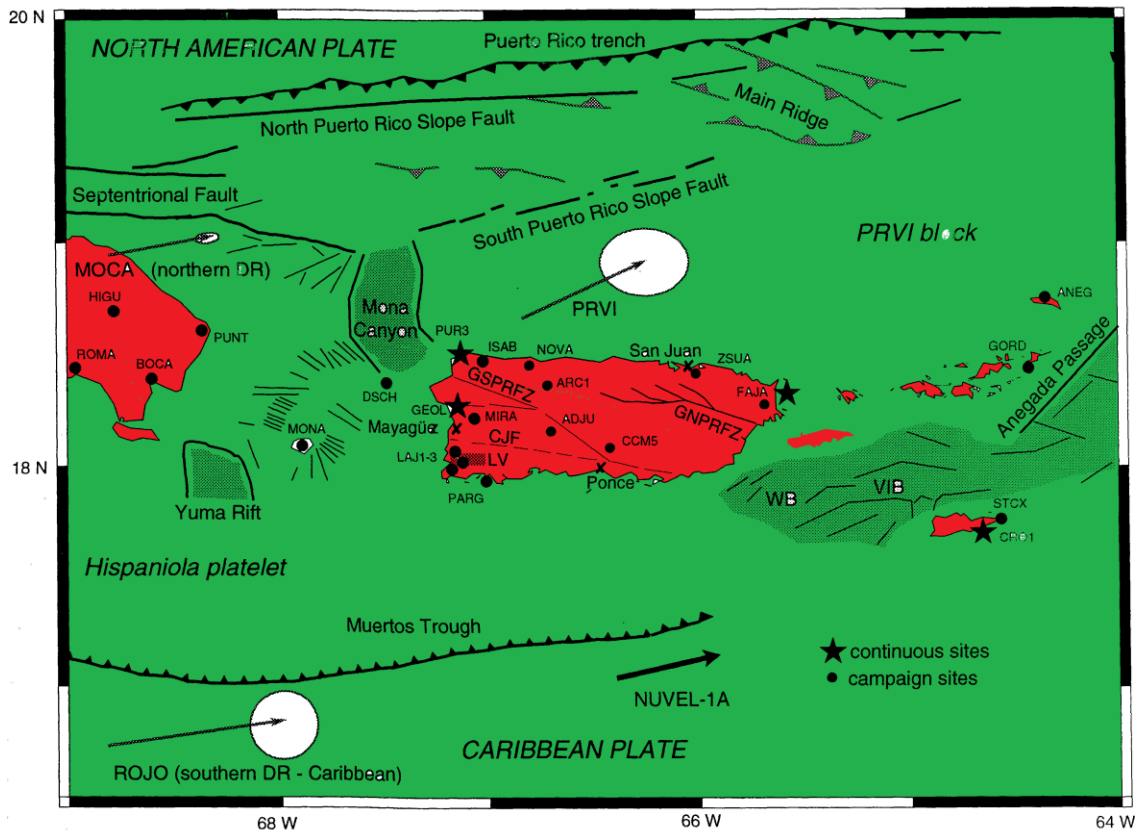 20 N
NORTH AMERICAN PLATE
Puerto Rico trench
Main Ridge
North Puerto Rico Slope Fault
Septentrional Fault
South Puerto Rico Slope Fault
PRVI block
MOCA (northern DR)
HIGU
PUNT
ROMA
BOCA
Mona
Canyon
PRVI
ANEG
GORD
Anegada Passage
PUR3
ISAB
NOVA
San Juan
ZSUA
DSCH
GSPRFZ
ARC1
FAJA
GEOL
MIRA
ADJU
GNPRFZ
Mayagüez
MONA
CJF
CCM5
LAJ1-3
LV
18 N
Ponce
PARG
WB
VIB
STCX
CRO1
Yuma Rift
Hispaniola platelet
Muertos Trough
continuous sites
campaign sites
NUVEL-1A
CARIBBEAN PLATE
ROJO (southern DR - Caribbean)
68 W
66 W
64 W